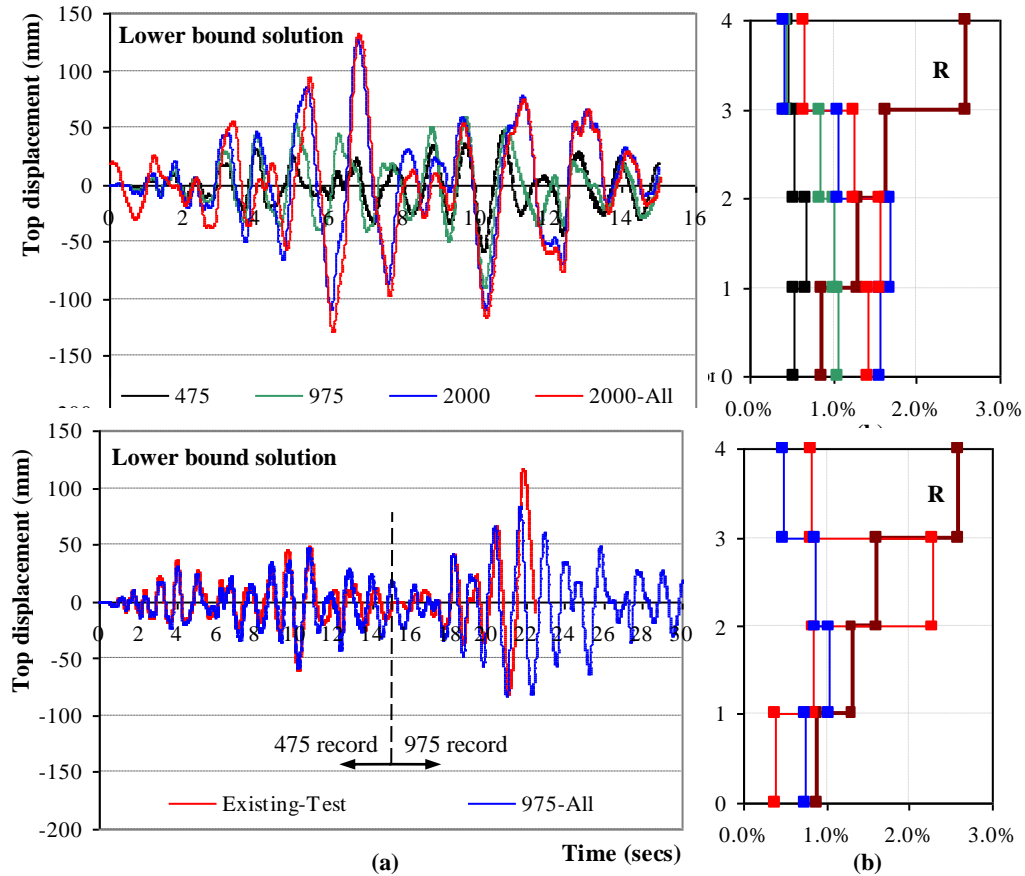 150
100
50
0
-50
-100
-150
Top displacement (mm)
Lower bound solution
0 2 4 6 8 10 12 14 16
475 975 2000 2000-All
4
3
2
1
0
R
0.0% 1.0% 2.0% 3.0%
150
100
50
0
-50
-100
-150
-200
Top displacement (mm)
Lower bound solution
0 2 4 6 8 10 12 14 16 18 20 22 24 26 28 30
475 record 975 record
Existing-Test 975-All
(a) Time (secs)
4
3
2
1
0
R
0.0% 1.0% 2.0% 3.0%
(b)